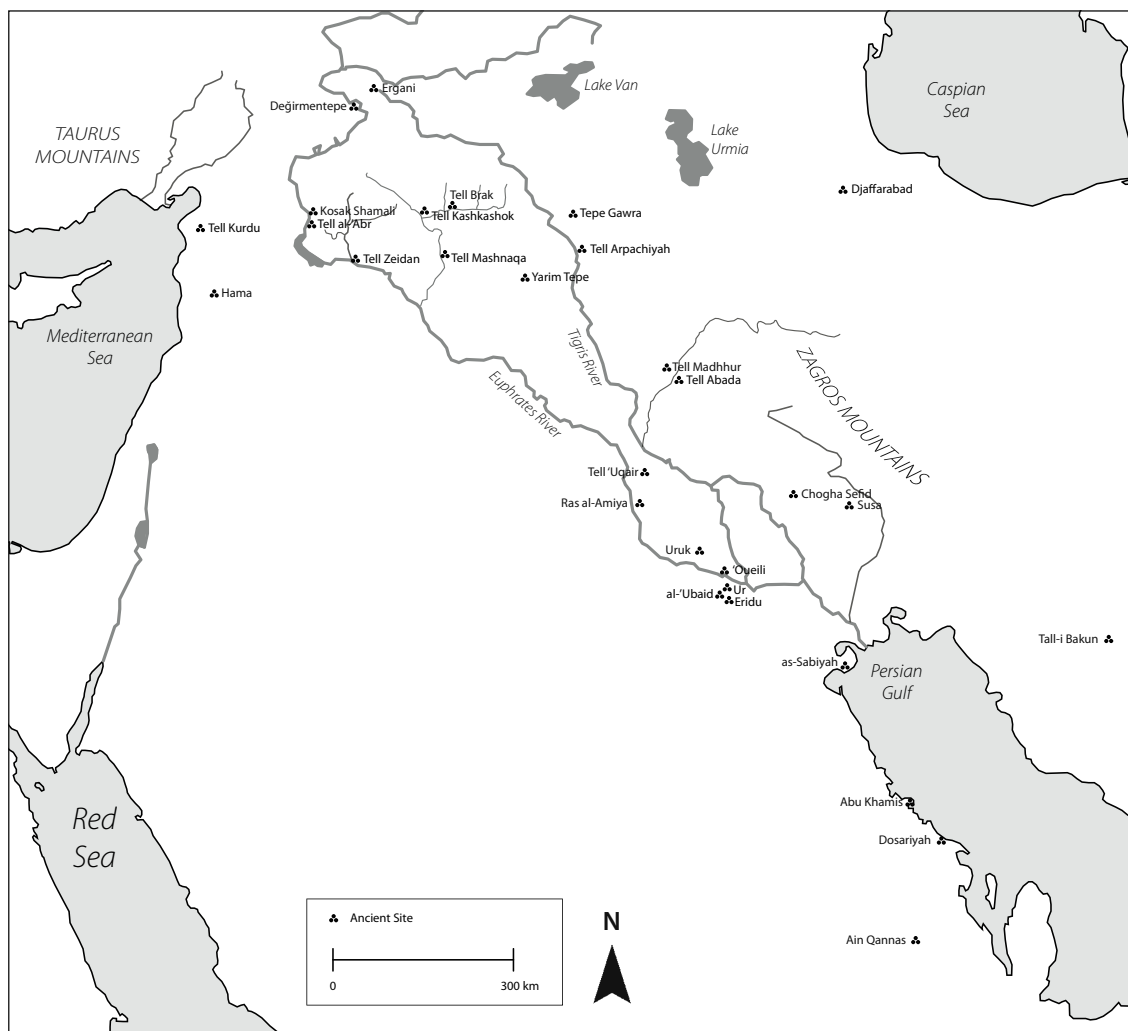 Ergani
Lake Van
Değirmentepe
Caspian
Sea
TAURUS
MOUNTAINS
Lake
Urmia
Djaffarabad
Tell Brak
Kosak Shamali
Tell Kashkashok
Tepe Gawra
Tell al-'Abr
Tell Kurdu
Tell Arpachiyah
Tell Zeidan
Tell Mashnaqa
Yarim Tepe
Hama
Mediterranean
Sea
Tigris River
ZAGROS MOUNTAINS
Tell Madhhur
Tell Abada
Euphrates River
Tell 'Uqair
Chogha Sefid
Ras al-Amiya
Susa
Uruk
'Oueili
Ur
al-'Ubaid
Eridu
Tall-i Bakun
as-Sabiyah
Persian
Gulf
Abu Khamis
Red
Sea
Dosariyah
Ancient Site
N
Ain Qannas
0
300 km